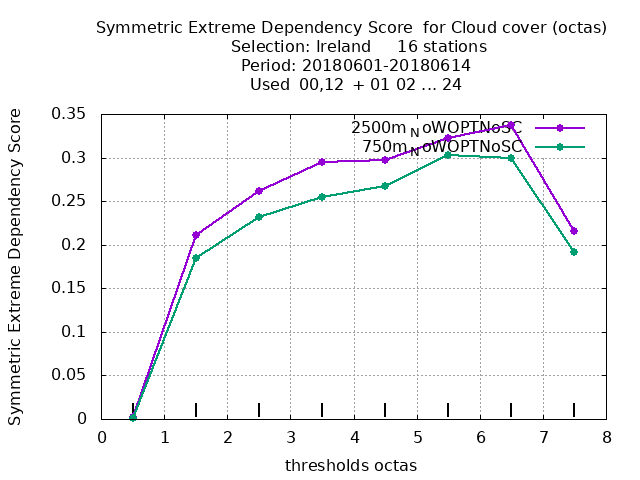 Symmetric Extreme Dependency Score for Cloud cover (octas)
Selection: Ireland 16 stations
Period: 20180601-20180614
Used 00,12 + 01 02 ... 24
Symmetric Extreme Dependency Score
0.35
0.3
0.25
0.2
0.15
0.1
0.05
0
2500m_NoWOPTNoSC
750m_NoWOPTNoSC
0 1 2 3 4 5 6 7 8
thresholds octas